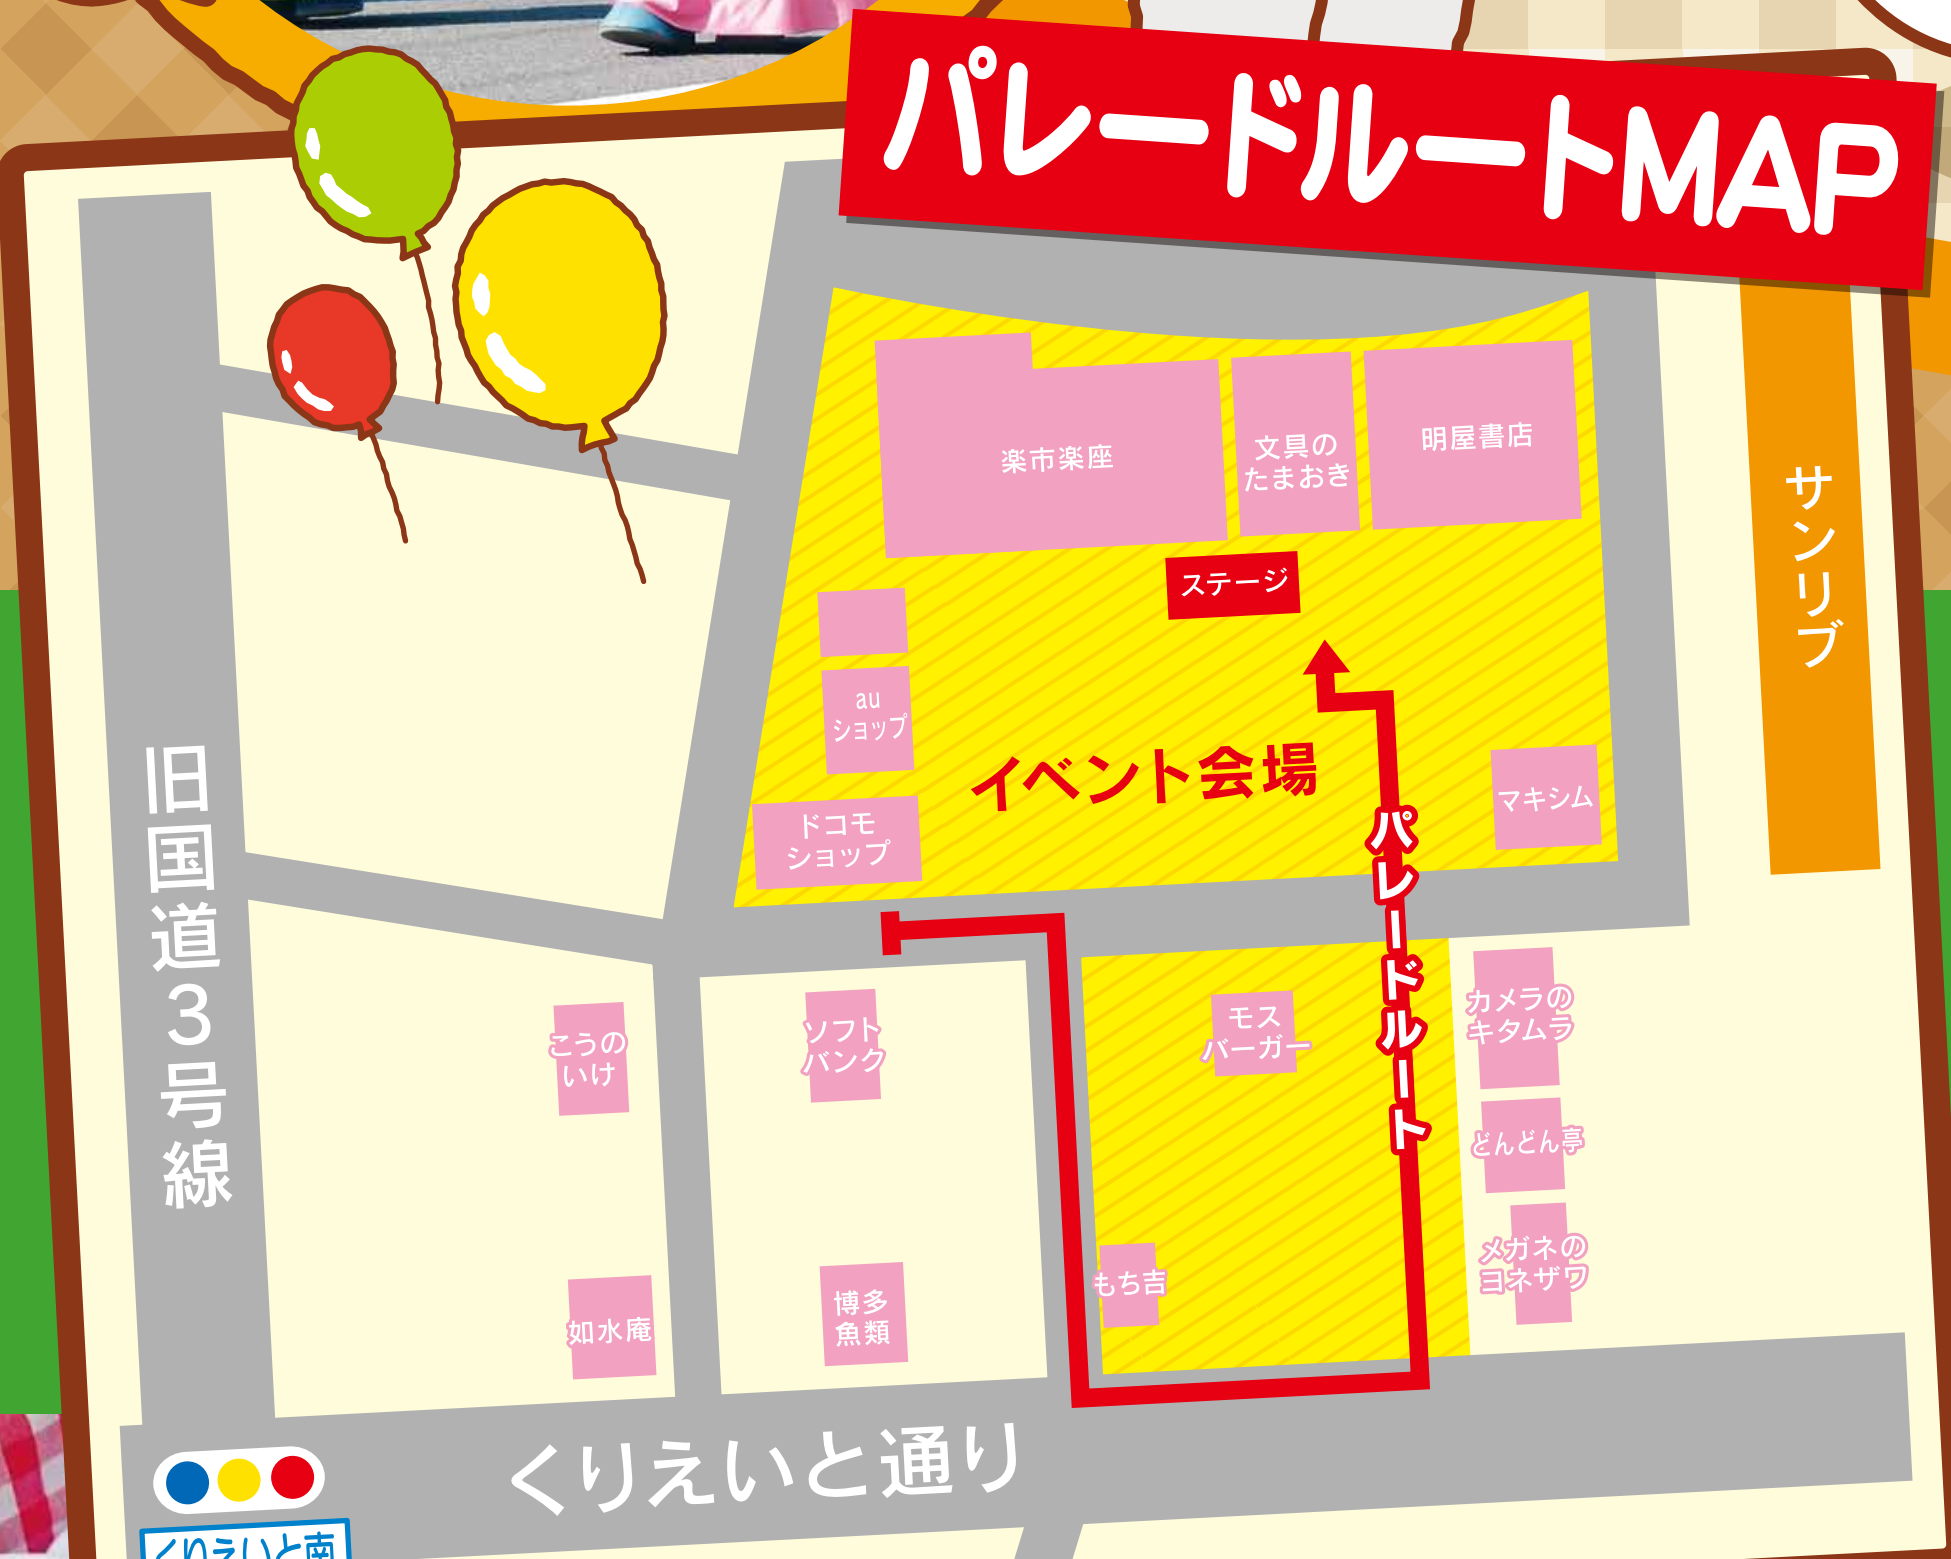 パレードルートMAP
楽市楽座
文具の
たまおき
明屋書店
サンリブ
ステージ
au
ショップ
イベント会場
マキシム
ドコモ
ショップ
パレードルート
旧国道3号線
こうの
いけ
ソフト
バンク
モス
バーガー
カメラの
キタムラ
どんどん亭
メガネの
ヨネザワ
もち吉
如水庵
博多
魚類
くりえいと通り
くりえいと南